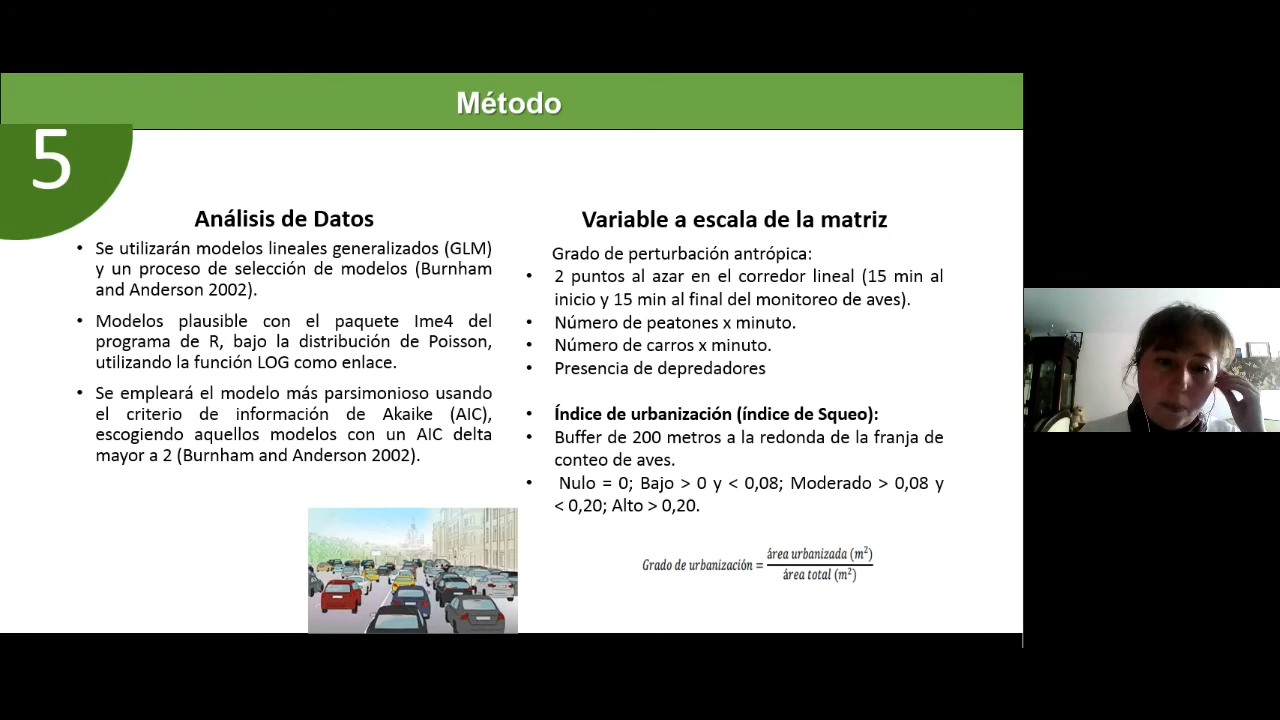 Método
5
Análisis de Datos
• Se utilizarán modelos lineales generalizados (GLM)
y un proceso de selección de modelos (Burnham
and Anderson 2002).
• Modelos plausible con el paquete lme4 del
programa de R, bajo la distribución de Poisson,
utilizando la función LOG como enlace.
• Se empleará el modelo más parsimonioso usando
el criterio de información de Akaike (AIC),
escogiendo aquellos modelos con un AIC delta
mayor a 2 (Burnham and Anderson 2002).
Variable a escala de la matriz
Grado de perturbación antrópica:
• 2 puntos al azar en el corredor lineal (15 min al
inicio y 15 min al final del monitoreo de aves).
• Número de peatones x minuto.
• Número de carros x minuto.
• Presencia de depredadores
• Índice de urbanización (índice de Squeo):
• Buffer de 200 metros a la redonda de la franja de
conteo de aves.
• Nulo = 0; Bajo > 0 y < 0,08; Moderado > 0,08 y
< 0,20; Alto > 0,20.
Grado de urbanización = área urbanizada (m²)
área total (m²)